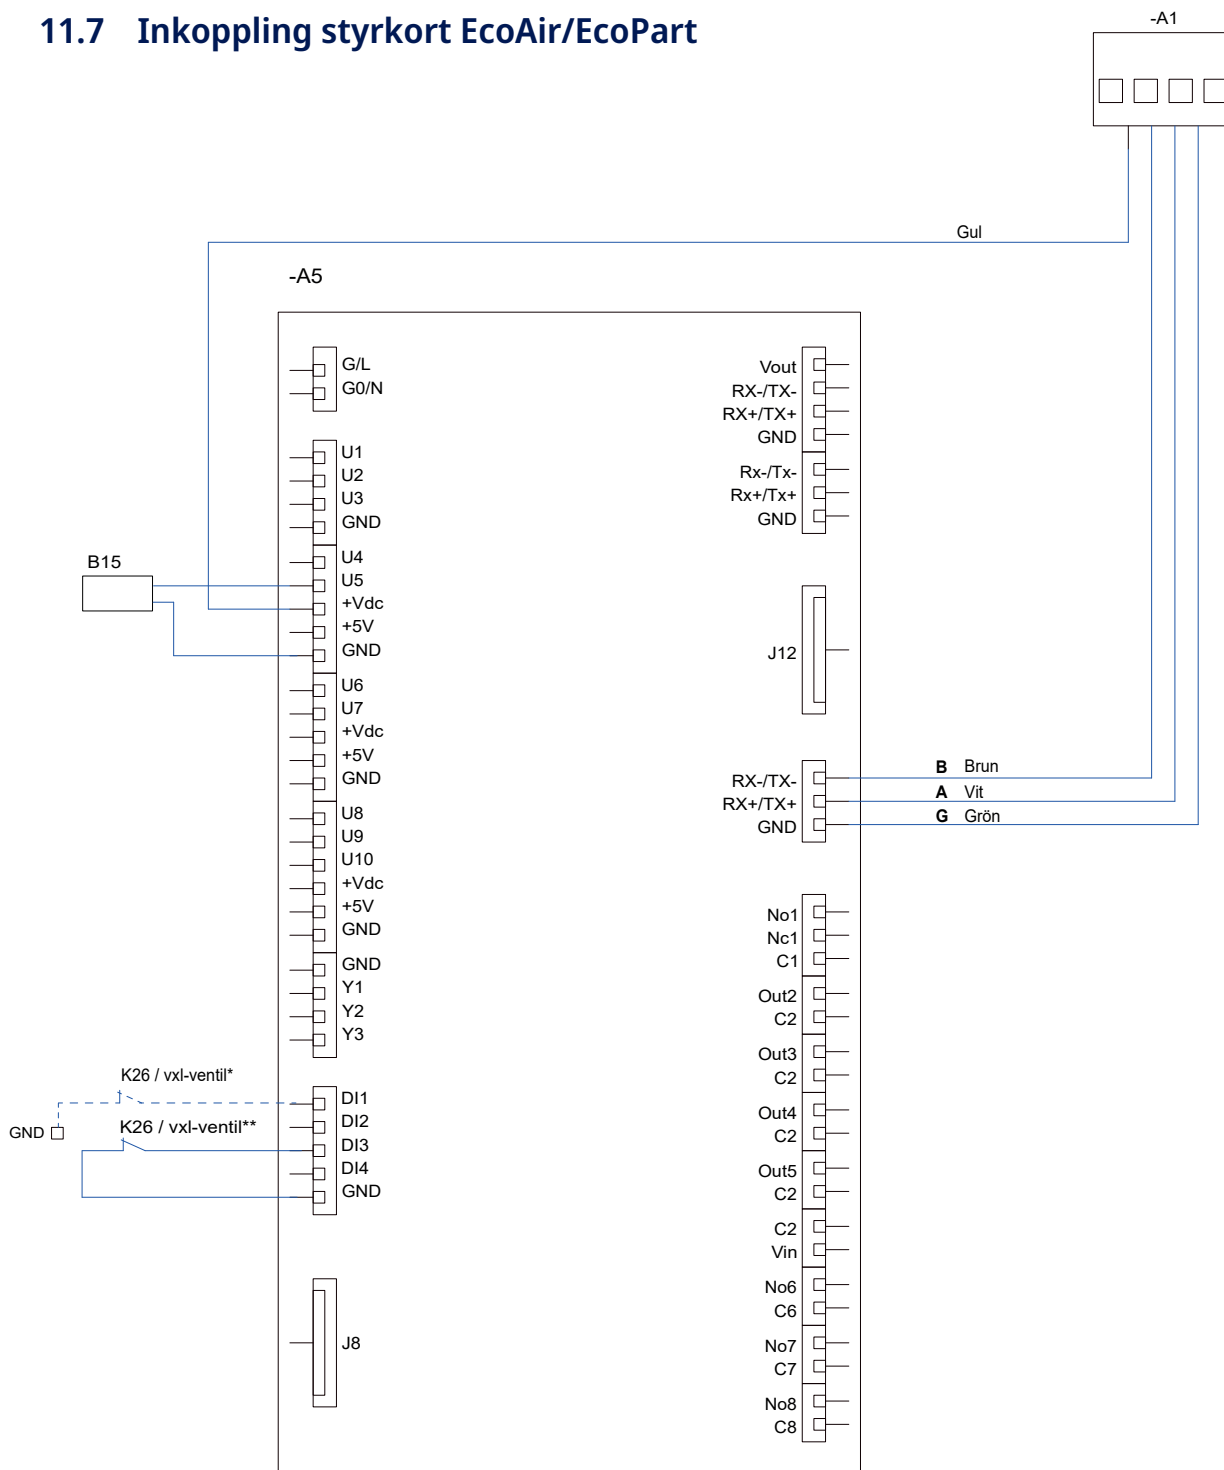 11.7 Inkoppling styrkort EcoAir/EcoPart
-A1
Gul
-A5
G/L
G0/N
U1
U2
U3
GND
U4
U5
+Vdc
+5V
GND
U6
U7
+Vdc
+5V
GND
U8
U9
U10
+Vdc
+5V
GND
GND
Y1
Y2
Y3
DI1
DI2
DI3
DI4
GND
J8
B15
K26 / vxl-ventil*
GND
K26 / vxl-ventil**
Vout
RX-/TX-
RX+/TX+
GND
Rx-/Tx-
Rx+/Tx+
GND
J12
RX-/TX-
RX+/TX+
GND
B Brun
A Vit
G Grön
No1
Nc1
C1
Out2
C2
Out3
C2
Out4
C2
Out5
C2
C2
Vin
No6
C6
No7
C7
No8
C8